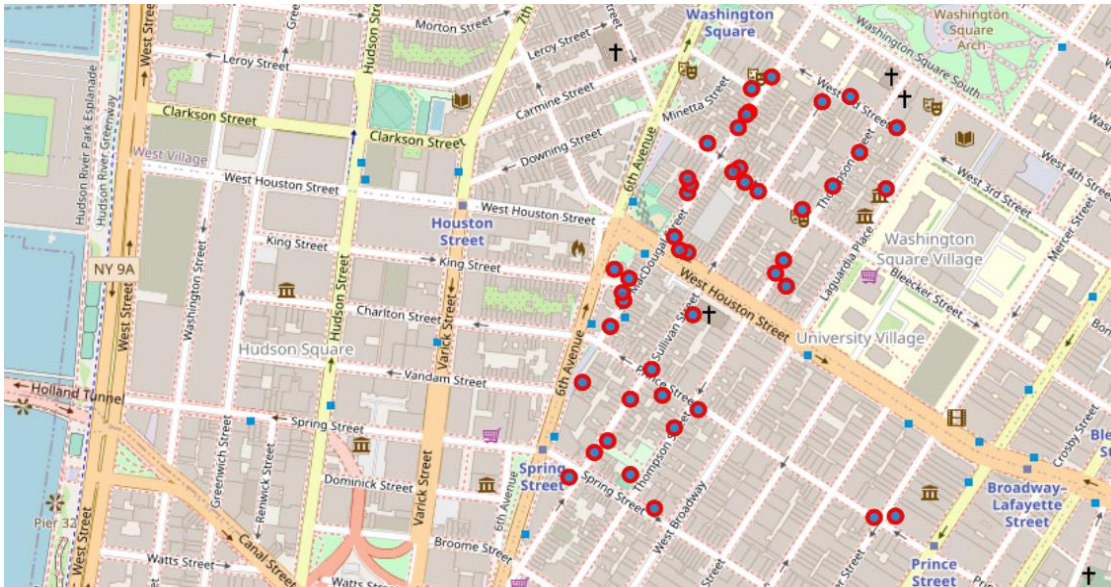 West Street
Morton Street
Hudson Street
7th
Leroy Street
Leroy Street
Washington
Square
Washington
Square
Arch
Washington Square South
Minetta Street
Carmine Street
6th Avenue
Hudson River Park Esplanade
Hudson River Greenway
Clarkson Street
Clarkson Street
Downing Street
West Village
Thompson Street
West 4th Street
West 3rd Street
West Houston Street
West Houston Street
Houston
Street
King Street
King Street
MacDougal Street
Laguardia Place
Washington
Square Village
Mercer Street
Bleecker Street
NY 9A
West Street
Washington Street
Hudson Street
Charlton Street
Varick Street
West Houston Street
Sullivan Street
University Village
Hudson Square
6th Avenue
Vandam Street
Prince Street
Holland Tunnel
Spring Street
Greenwich Street
Renwick Street
Thompson Street
Crosby Street
Spring
Street
Spring Street
Dominick Street
Varick Street
West Broadway
Broadway–
Lafayette
Street
Pier 32
West Street
6th Avenue
Canal Street
Broome Street
Watts Street
Watts Street
Prince
Street